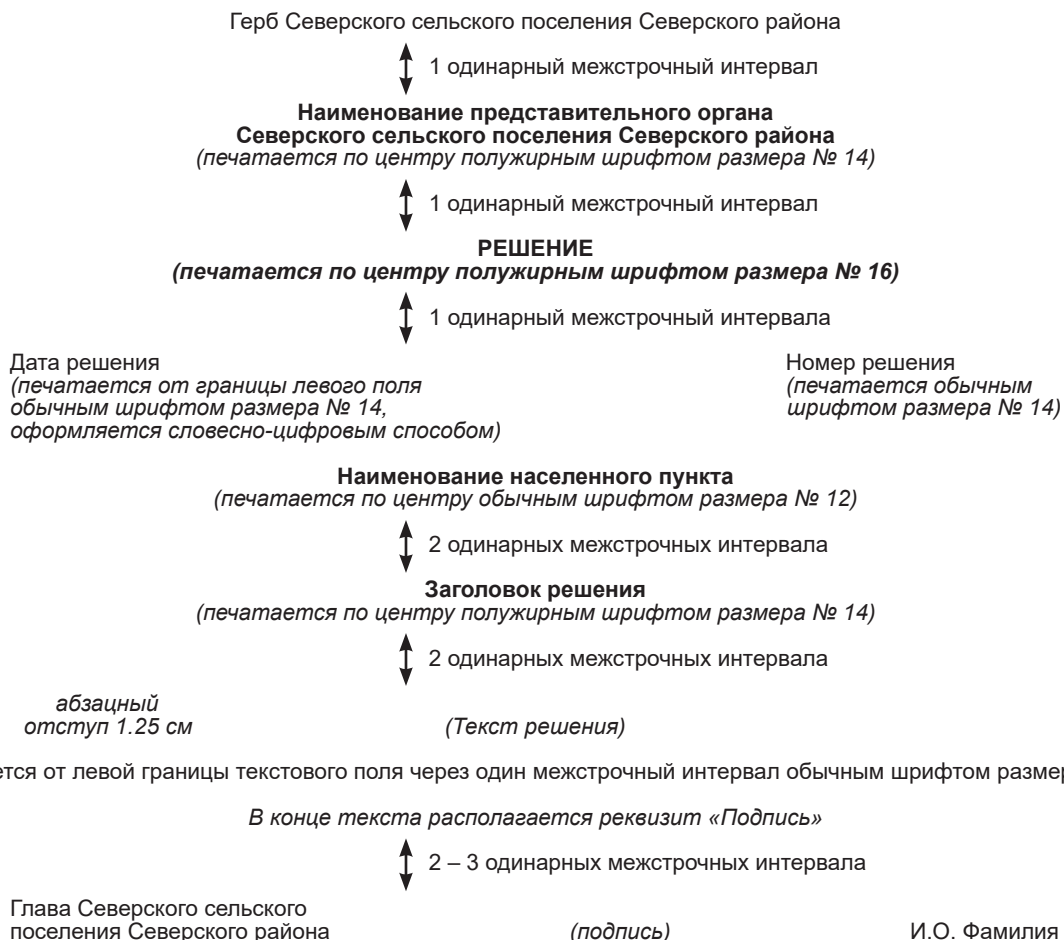 Герб Северского сельского поселения Северского района
1 одинарный межстрочный интервал
Наименование представительного органа
Северского сельского поселения Северского района
(печатается по центру полужирным шрифтом размера № 14)
1 одинарный межстрочный интервал
РЕШЕНИЕ
(печатается по центру полужирным шрифтом размера № 16)
1 одинарный межстрочный интервала
Дата решения
(печатается от границы левого поля
обычным шрифтом размера № 14,
оформляется словесно-цифровым способом)
Номер решения
(печатается обычным
шрифтом размера № 14)
Наименование населенного пункта
(печатается по центру обычным шрифтом размера № 12)
2 одинарных межстрочных интервала
Заголовок решения
(печатается по центру полужирным шрифтом размера № 14)
2 одинарных межстрочных интервала
абзацный
отступ 1.25 см
(Текст решения)
от левой границы текстового поля через один межстрочный интервал обычным шрифтом
В конце текста располагается реквизит «Подпись»
2 – 3 одинарных межстрочных интервала
Глава Северского сельского
поселения Северского района
(подпись)
И.О. Фамилия